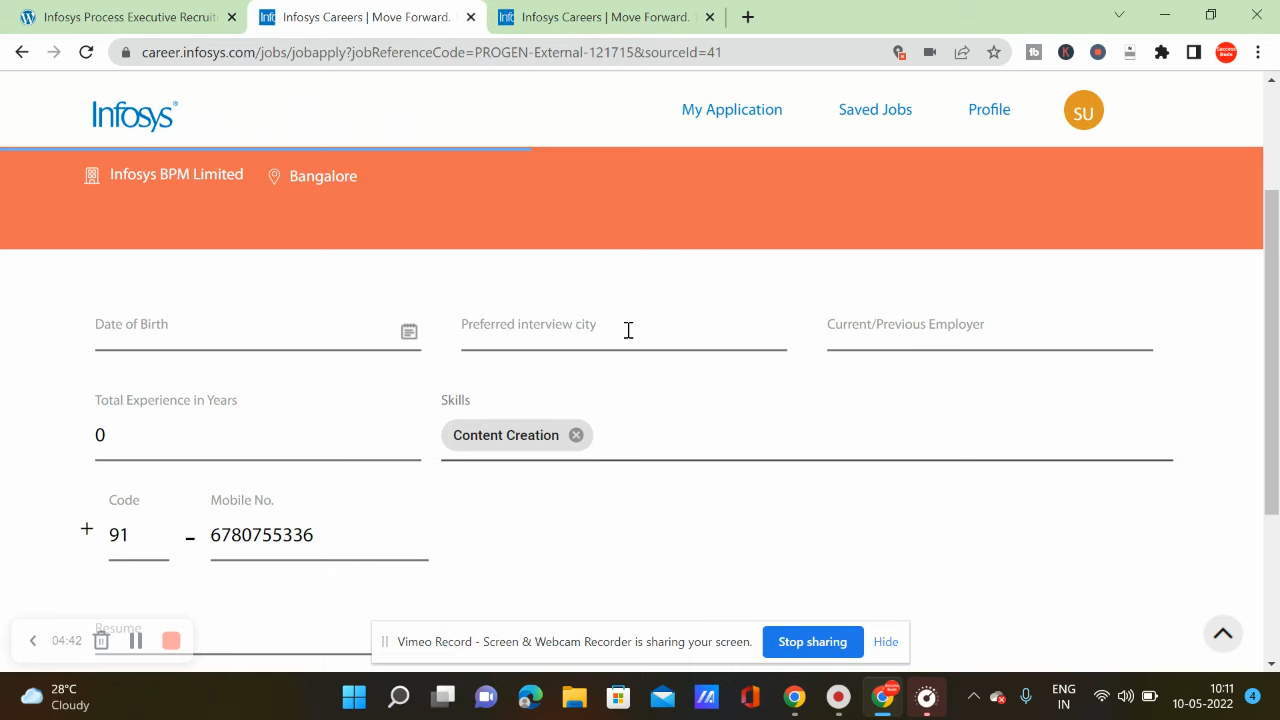 Infosys Process Executive Recruit
Infosys Careers | Move Forward.
Infosys Careers | Move Forward.
career.infosys.com/jobs/jobapply?jobReferenceCode=PROGEN-External-121715&sourceId=41
Infosys
My Application
Saved Jobs
Profile
SU
Infosys BPM Limited
Bangalore
Date of Birth
Preferred interview city
Current/Previous Employer
Total Experience in Years
Skills
0
Content Creation
Code
Mobile No.
+ 91 - 6780755336
Resume
04:42
Vimeo Record - Screen & Webcam Recorder is sharing your screen.
Stop sharing
Hide
28°C
Cloudy
ENG
IN
10:11
10-05-2022
4